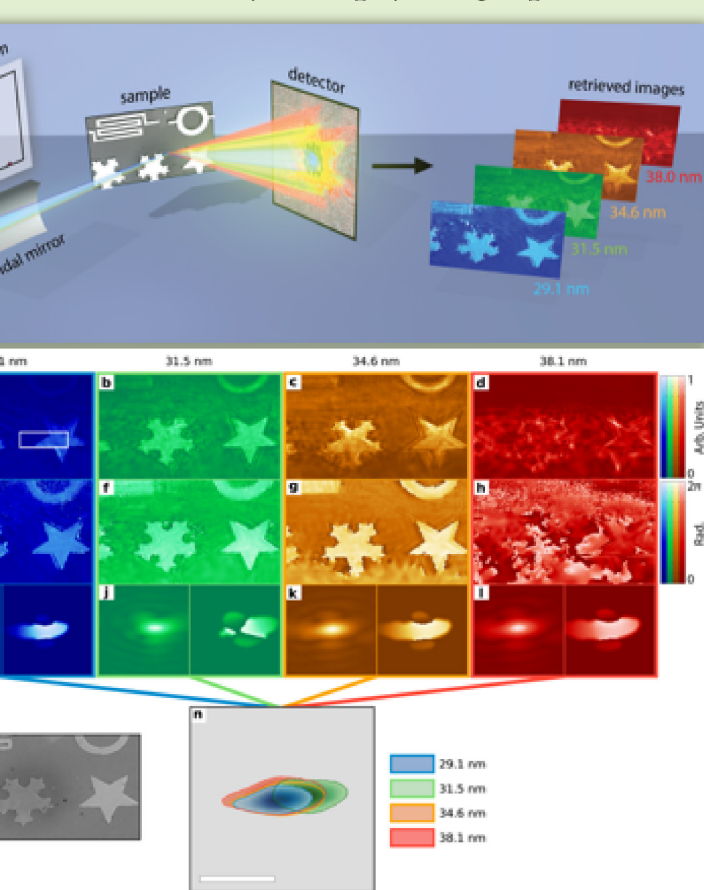 sample
detector
retrieved images
38.0 nm
34.6 nm
31.5 nm
29.1 nm
mirror
nm
31.5 nm
34.6 nm
38.1 nm
b
c
d
1
Arb. Units
0
f
g
h
2π
Rad.
0
j
k
l
n
29.1 nm
31.5 nm
34.6 nm
38.1 nm